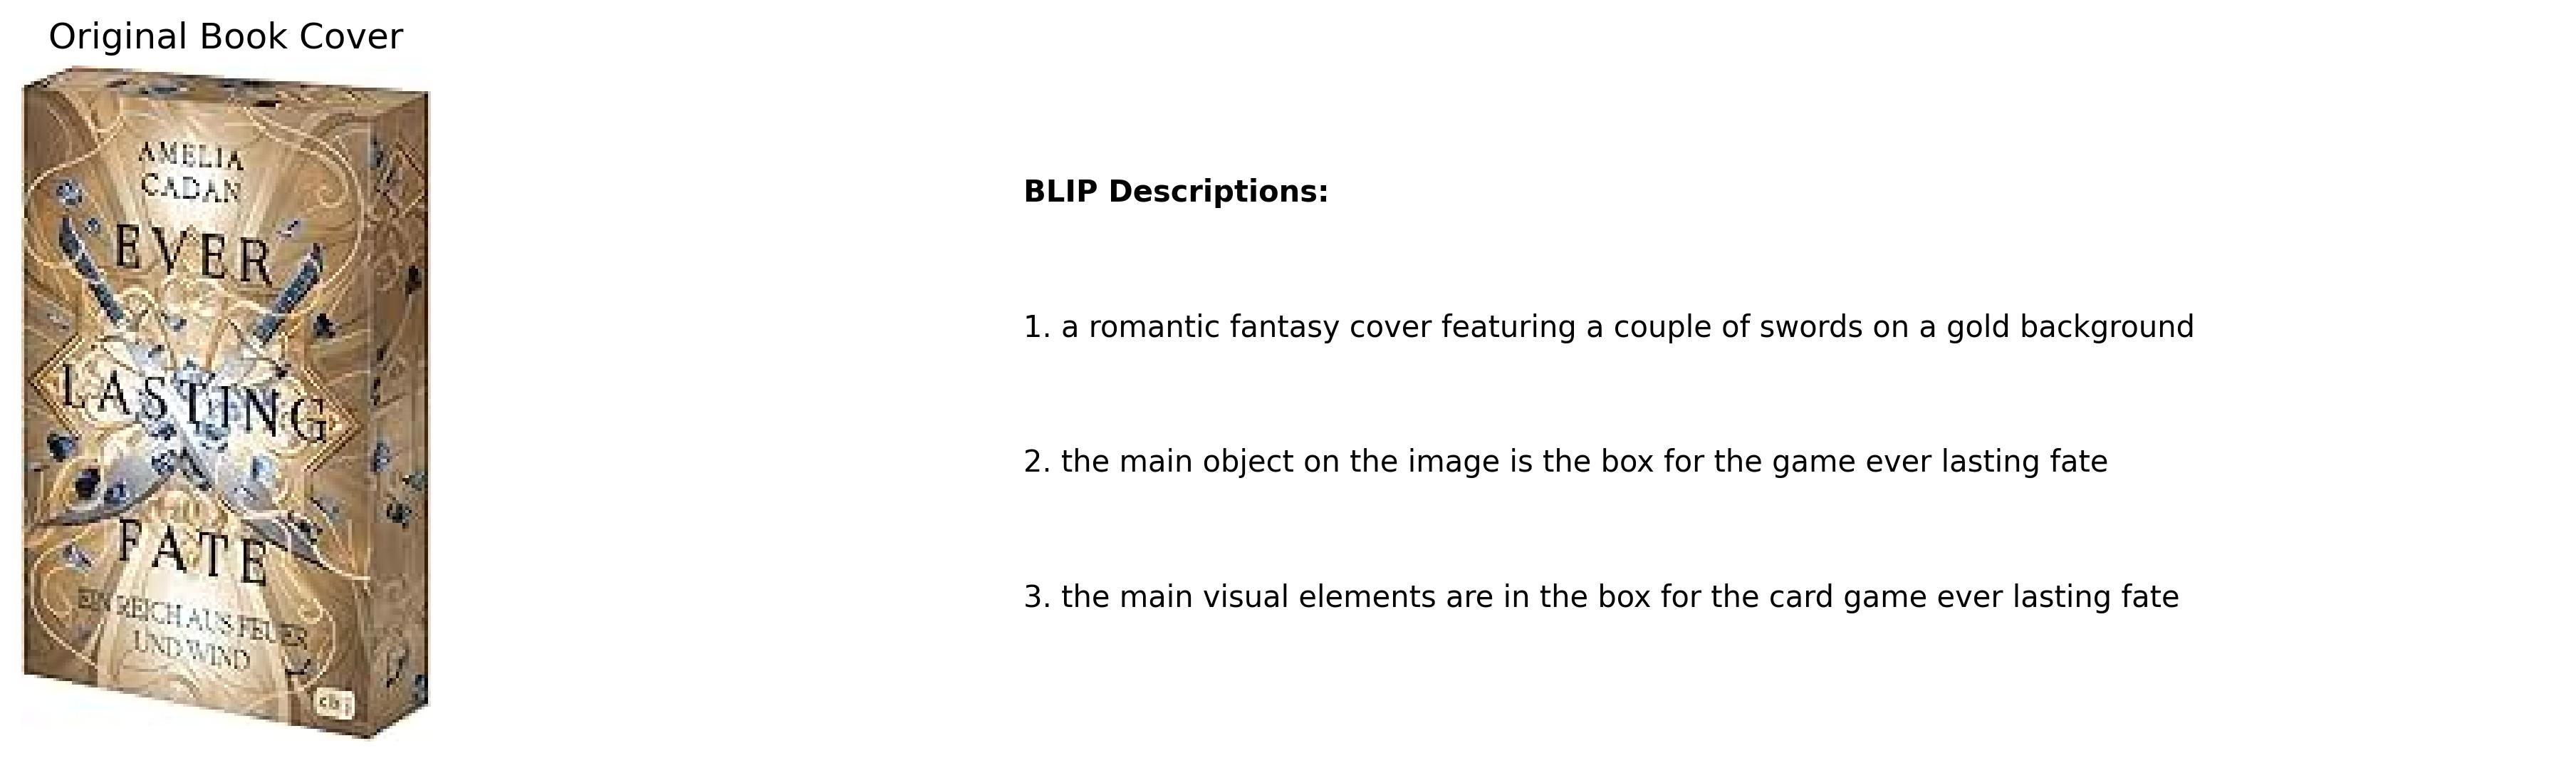 Original Book Cover
AMELIA
CADAN
EVER
LASTING
FATE
EIN REICH AUS FEUER
UND WIND
cbj
BLIP Descriptions:
1. a romantic fantasy cover featuring a couple of swords on a gold background
2. the main object on the image is the box for the game ever lasting fate
3. the main visual elements are in the box for the card game ever lasting fate